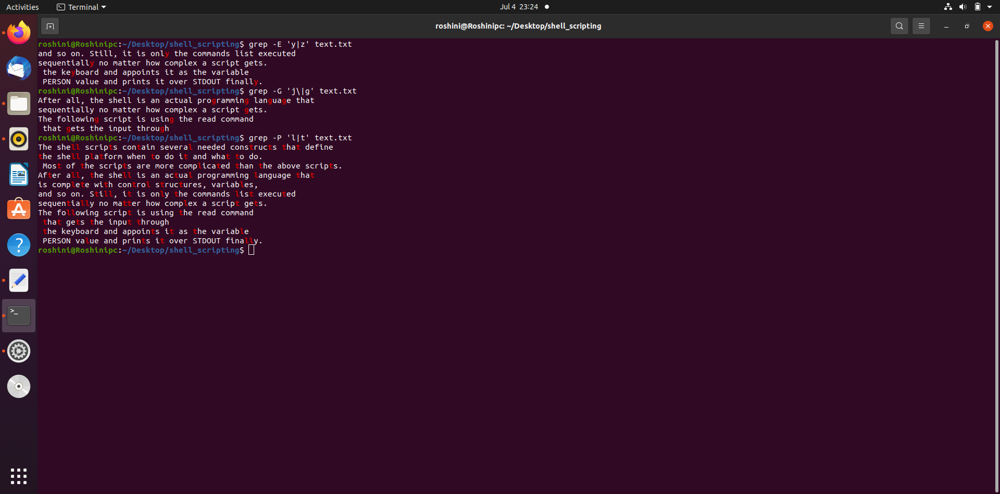 Activities
Terminal
Jul 4 23:24
roshini@Roshinipc: ~/Desktop/shell_scripting
roshini@Roshinipc:~/Desktop/shell_scripting$ grep -E 'y|z' text.txt
and so on. Still, it is only the commands list executed
sequentially no matter how complex a script gets.
 the keyboard and appoints it as the variable
 PERSON value and prints it over STDOUT finally.
roshini@Roshinipc:~/Desktop/shell_scripting$ grep -G 'j\|g' text.txt
After all, the shell is an actual programming language that
sequentially no matter how complex a script gets.
The following script is using the read command
 that gets the input through
roshini@Roshinipc:~/Desktop/shell_scripting$ grep -P 'l|t' text.txt
The shell scripts contain several needed constructs that define
the shell platform when to do it and what to do.
 Most of the scripts are more complicated than the above scripts.
After all, the shell is an actual programming language that
is complete with control structures, variables,
and so on. Still, it is only the commands list executed
sequentially no matter how complex a script gets.
The following script is using the read command
 that gets the input through
 the keyboard and appoints it as the variable
 PERSON value and prints it over STDOUT finally.
roshini@Roshinipc:~/Desktop/shell_scripting$